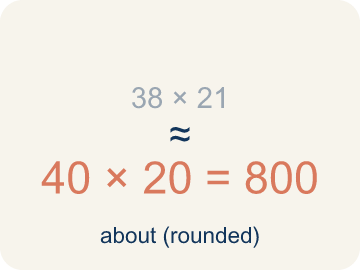 38 × 21
≈
40 × 20 = 800
about (rounded)